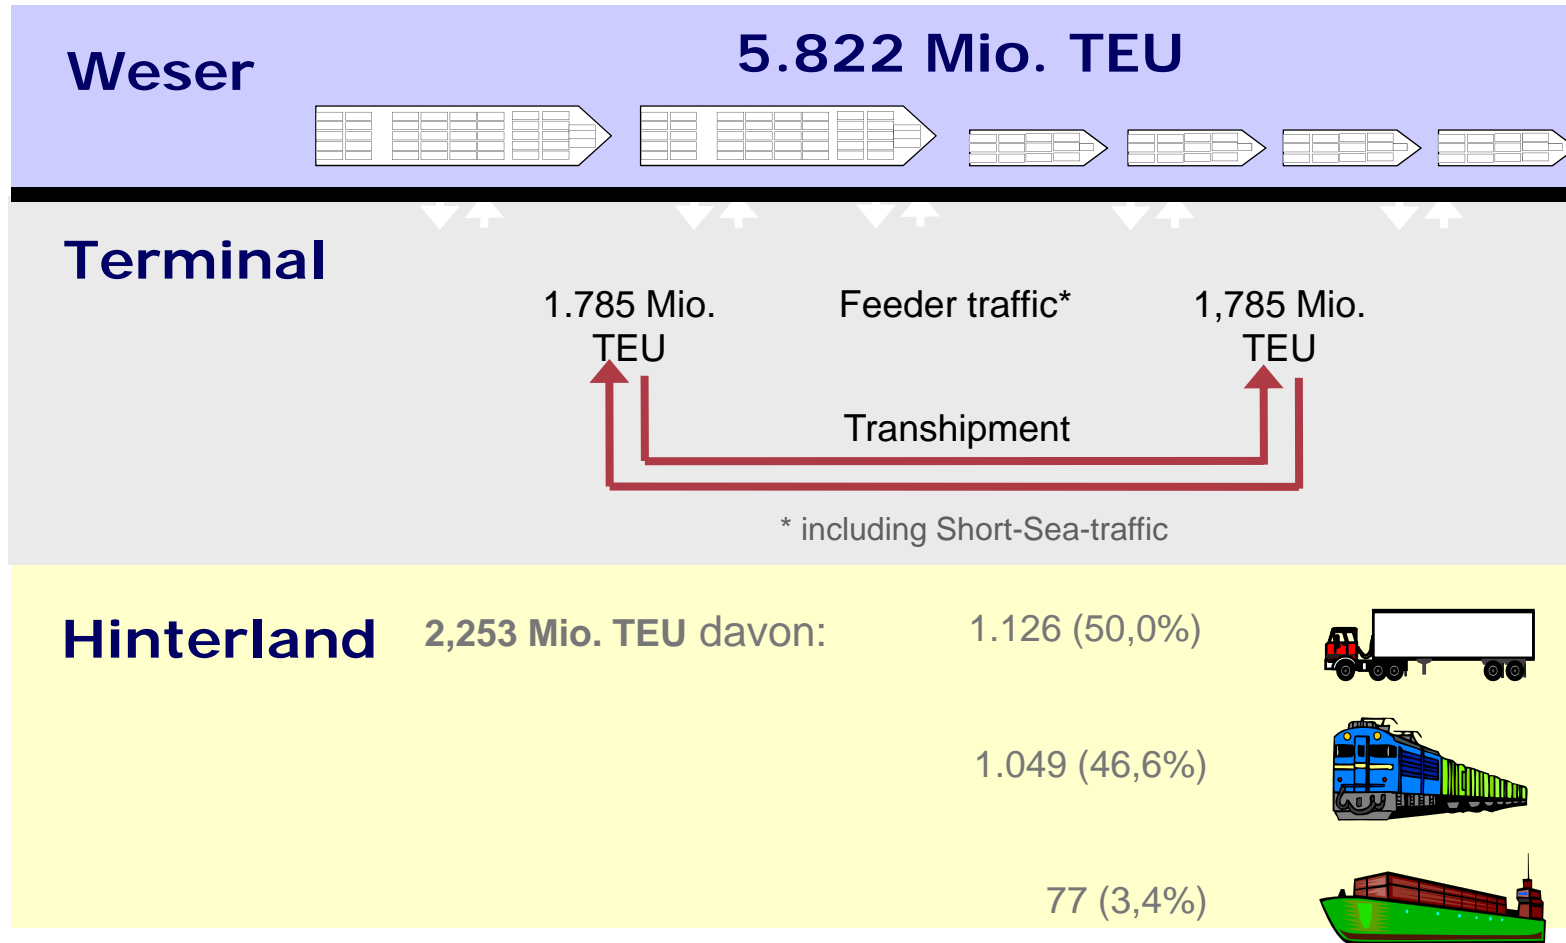 Weser
5.822 Mio. TEU
Terminal
1.785 Mio.
TEU
Feeder traffic*
1,785 Mio.
TEU
Transhipment
* including Short-Sea-traffic
Hinterland
2,253 Mio. TEU davon:
1.126 (50,0%)
1.049 (46,6%)
77 (3,4%)